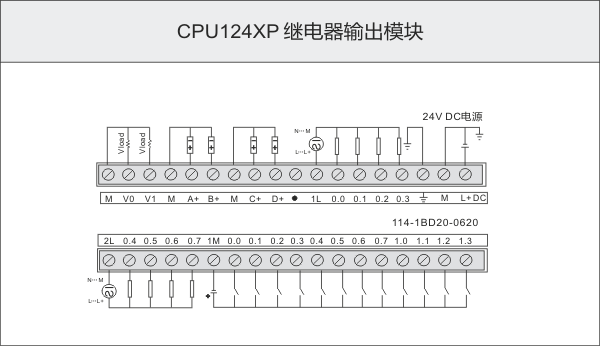 CPU124XP 继电器输出模块
24V DC电源
Vload Vload
N··· M
L··· L+
M V0 V1 M A+ B+ M C+ D+ ● 1L 0.0 0.1 0.2 0.3 ⏚ M L+ DC
114-1BD20-0620
2L 0.4 0.5 0.6 0.7 1M 0.0 0.1 0.2 0.3 0.4 0.5 0.6 0.7 1.0 1.1 1.2 1.3
N··· M
L··· L+